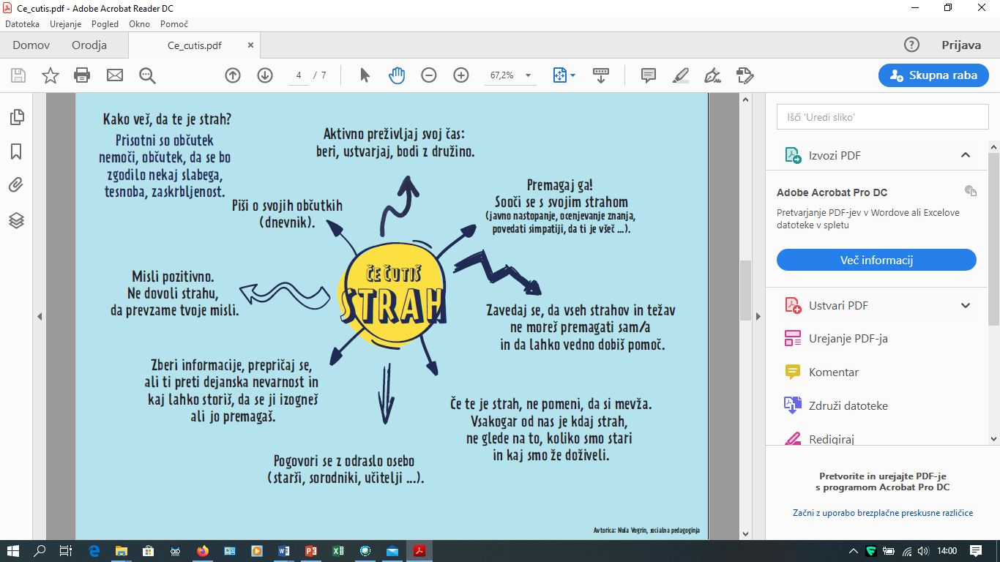 Ce_cutis.pdf - Adobe Acrobat Reader DC
Datoteka Urejanje Pogled Okno Pomoč
Domov Orodja Ce_cutis.pdf × Prijava
4 / 7 67,2% Skupna raba
Kako veš, da te je strah?
Prisotni so občutek
nemoči, občutek, da se bo
zgodilo nekaj slabega,
tesnoba, zaskrbljenost.
Aktivno preživljaj svoj čas:
beri, ustvarjaj, bodi z družino.
Piši o svojih občutkih
(dnevnik).
Premagaj ga!
Sooči se s svojim strahom
(javno nastopanje, ocenjevanje znanja,
povedati simpatiji, da ti je všeč ...).
ČE ČUTIŠ
STRAH
Misli pozitivno.
Ne dovoli strahu,
da prevzame tvoje misli.
Zavedaj se, da vseh strahov in težav
ne moreš premagati sam/a
in da lahko vedno dobiš pomoč.
Zberi informacije, prepričaj se,
ali ti preti dejanska nevarnost in
kaj lahko storiš, da se ji izogneš
ali jo premagaš.
Če te je strah, ne pomeni, da si mevža.
Vsakogar od nas je kdaj strah,
ne glede na to, koliko smo stari
in kaj smo že doživeli.
Pogovori se z odraslo osebo
(starši, sorodniki, učitelji ...).
Avtorica: Nuša Vogrin, socialna pedagoginja
Išči 'Uredi sliko'
Izvozi PDF
Adobe Acrobat Pro DC
Pretvarjanje PDF-jev v Wordove ali Excelove
datoteke v spletu
Več informacij
Ustvari PDF
Urejanje PDF-ja
Komentar
Združi datoteke
Redigiraj
Pretvorite in urejajte PDF-je
s programom Acrobat Pro DC
Začni z uporabo brezplačne preskusne različice
14:00